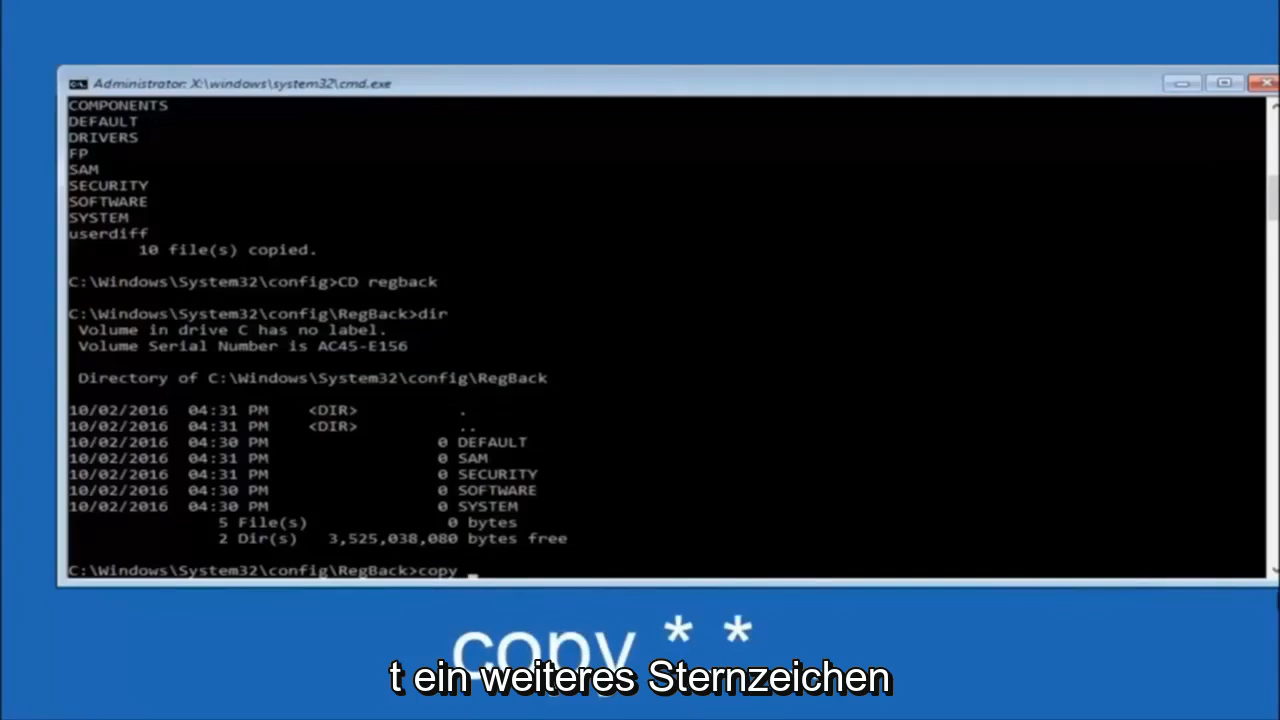 Administrator: X:\windows\system32\cmd.exe
COMPONENTS
DEFAULT
DRIVERS
FP
SAM
SECURITY
SOFTWARE
SYSTEM
userdiff
10 file(s) copied.
C:\Windows\System32\config>CD regback
C:\Windows\System32\config\RegBack>dir
Volume in drive C has no label.
Volume Serial Number is AC45-E156
Directory of C:\Windows\System32\config\RegBack
10/02/2016 04:31 PM <DIR> .
10/02/2016 04:31 PM <DIR> ..
10/02/2016 04:30 PM 0 DEFAULT
10/02/2016 04:31 PM 0 SAM
10/02/2016 04:31 PM 0 SECURITY
10/02/2016 04:30 PM 0 SOFTWARE
10/02/2016 04:30 PM 0 SYSTEM
5 File(s) 0 bytes
2 Dir(s) 3,525,038,080 bytes free
C:\Windows\System32\config\RegBack>copy _
copy * *
t ein weiteres Sternzeichen